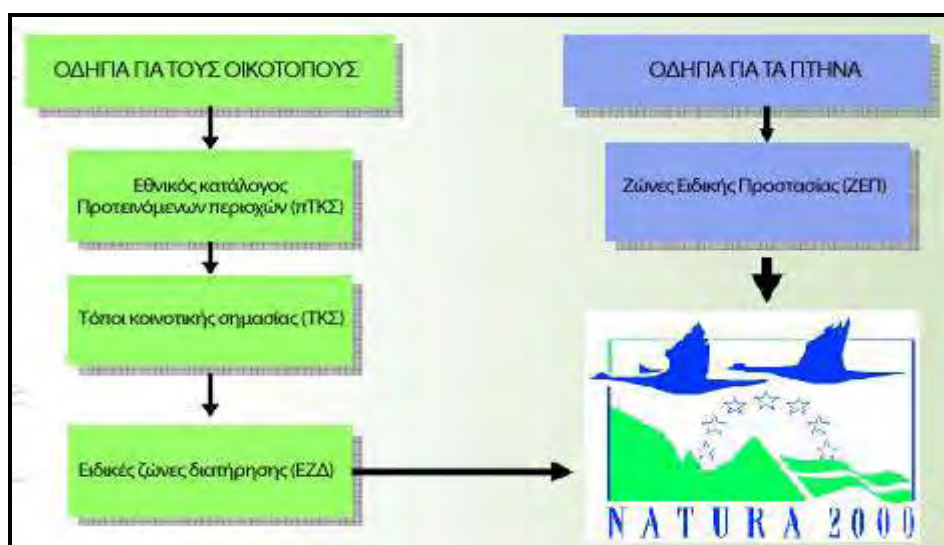 ΟΔΗΓΙΑ ΓΙΑ ΤΟΥΣ ΟΙΚΟΤΟΠΟΥΣ
Εθνικός κατάλογος
Προτεινόμενων περιοχών (πΤΚΣ)
Τόποι κοινοτικής σημασίας (ΤΚΣ)
Ειδικές ζώνες διατήρησης (ΕΖΔ)
ΟΔΗΓΙΑ ΓΙΑ ΤΑ ΠΤΗΝΑ
Ζώνες Ειδικής Προστασίας (ΖΕΠ)
NATURA 2000